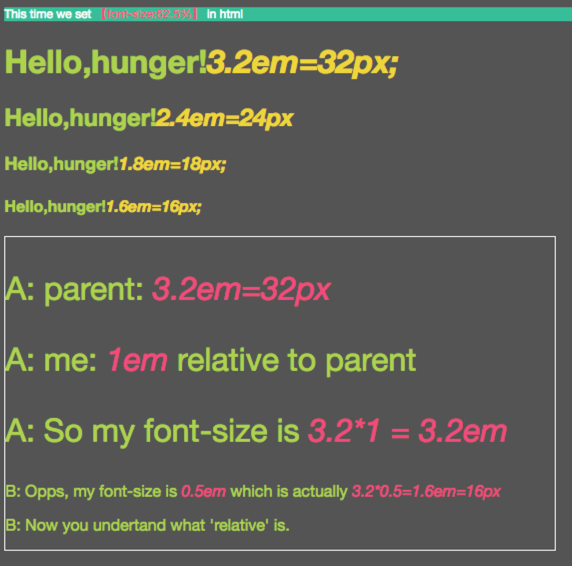 This time we set 【font-size:62.5%】 in html
Hello,hunger!3.2em=32px;
Hello,hunger!2.4em=24px
Hello,hunger!1.8em=18px;
Hello,hunger!1.6em=16px;
A: parent: 3.2em=32px
A: me: 1em relative to parent
A: So my font-size is 3.2*1 = 3.2em
B: Opps, my font-size is 0.5em which is actually 3.2*0.5=1.6em=16px
B: Now you undertand what 'relative' is.